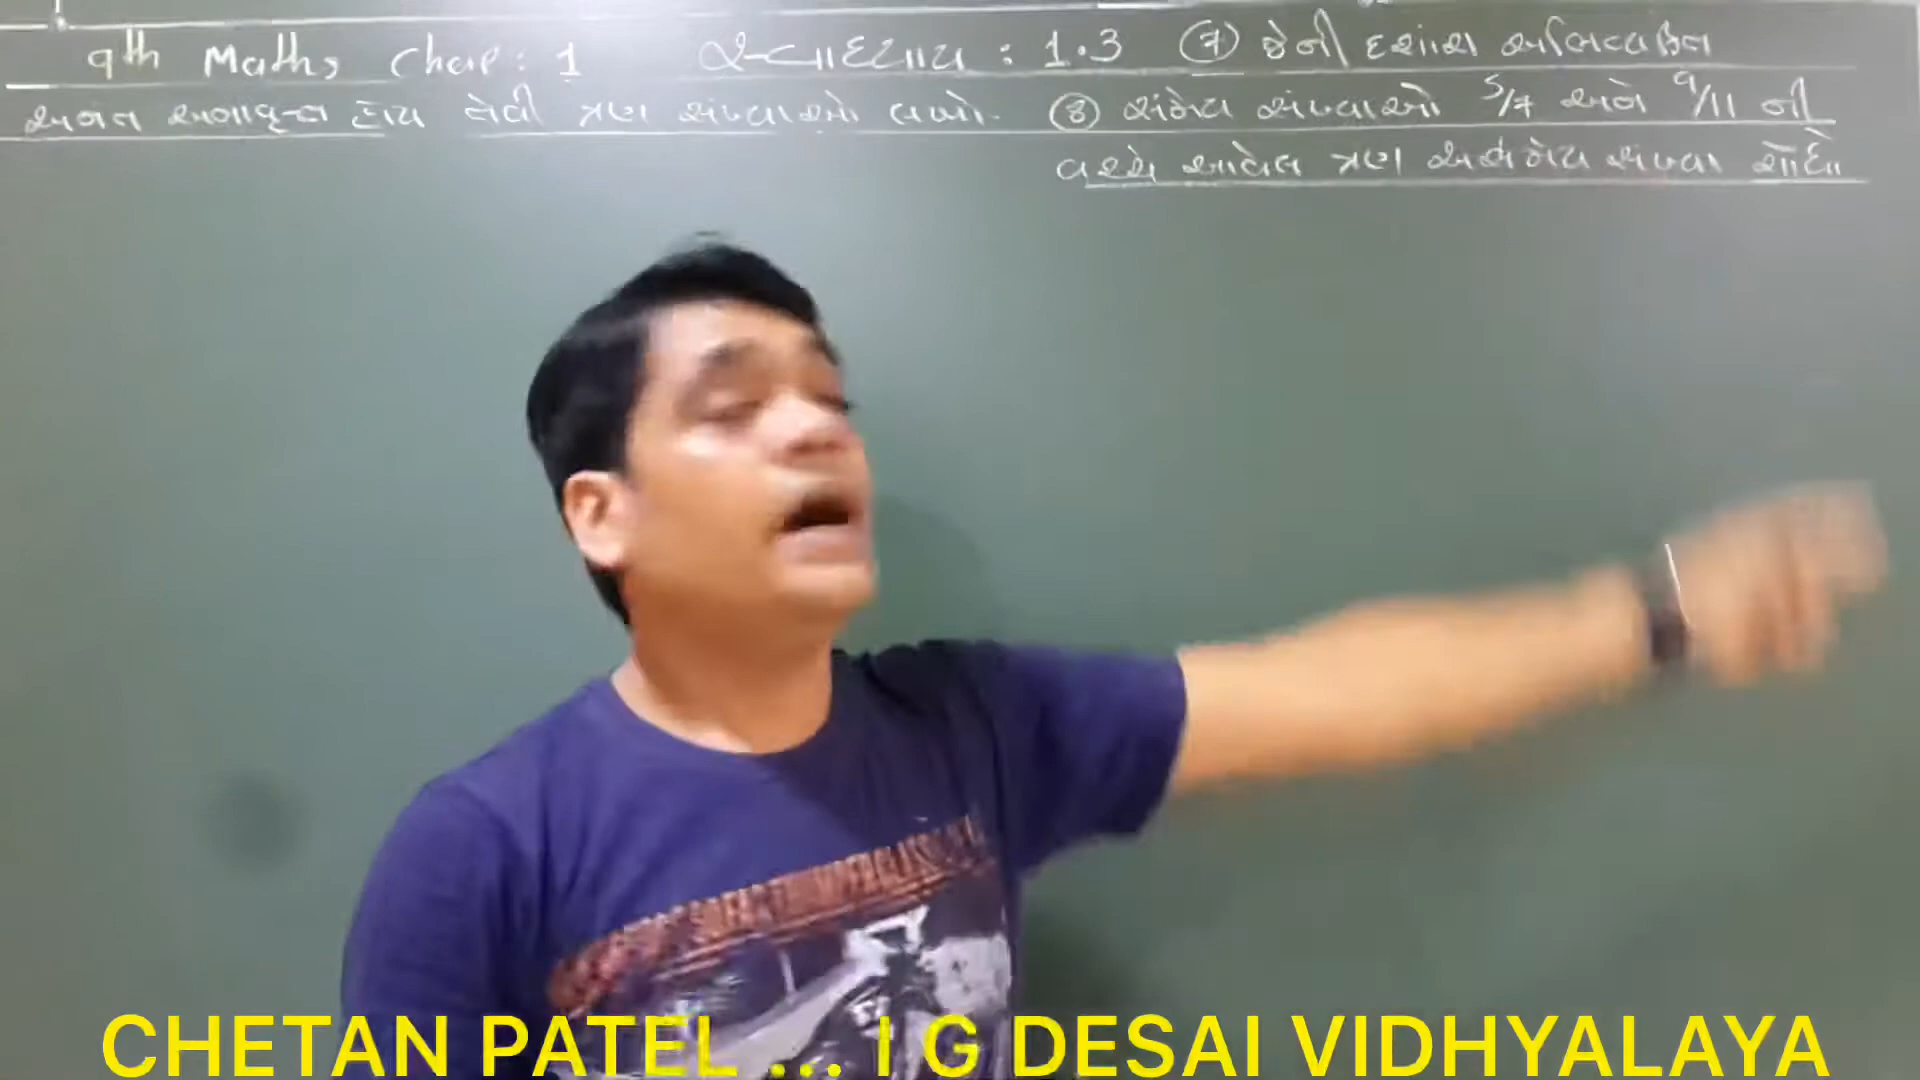 9th Maths Chap: 1 સ્વાધ્યાય : 1.3 (7) જેની દશાંશ અભિવ્યક્તિ
અનંત અનાવૃત્ત હોય તેવી ત્રણ સંખ્યાઓ લખો. (8) સંમેય સંખ્યાઓ 5/7 અને 9/11 ની
વચ્ચે આવેલ ત્રણ અસંમેય સંખ્યા શોધો
CHETAN PATEL ... I G DESAI VIDHYALAYA